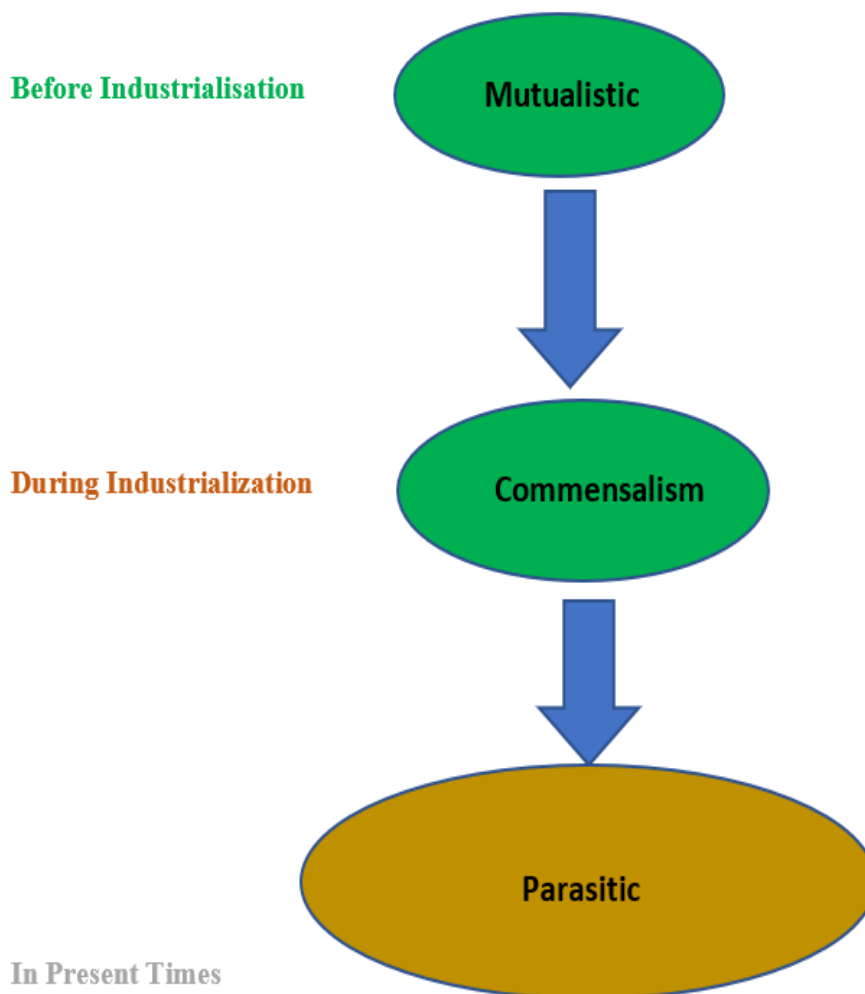 Before Industrialisation
Mutualistic
During Industrialization
Commensalism
Parasitic
In Present Times